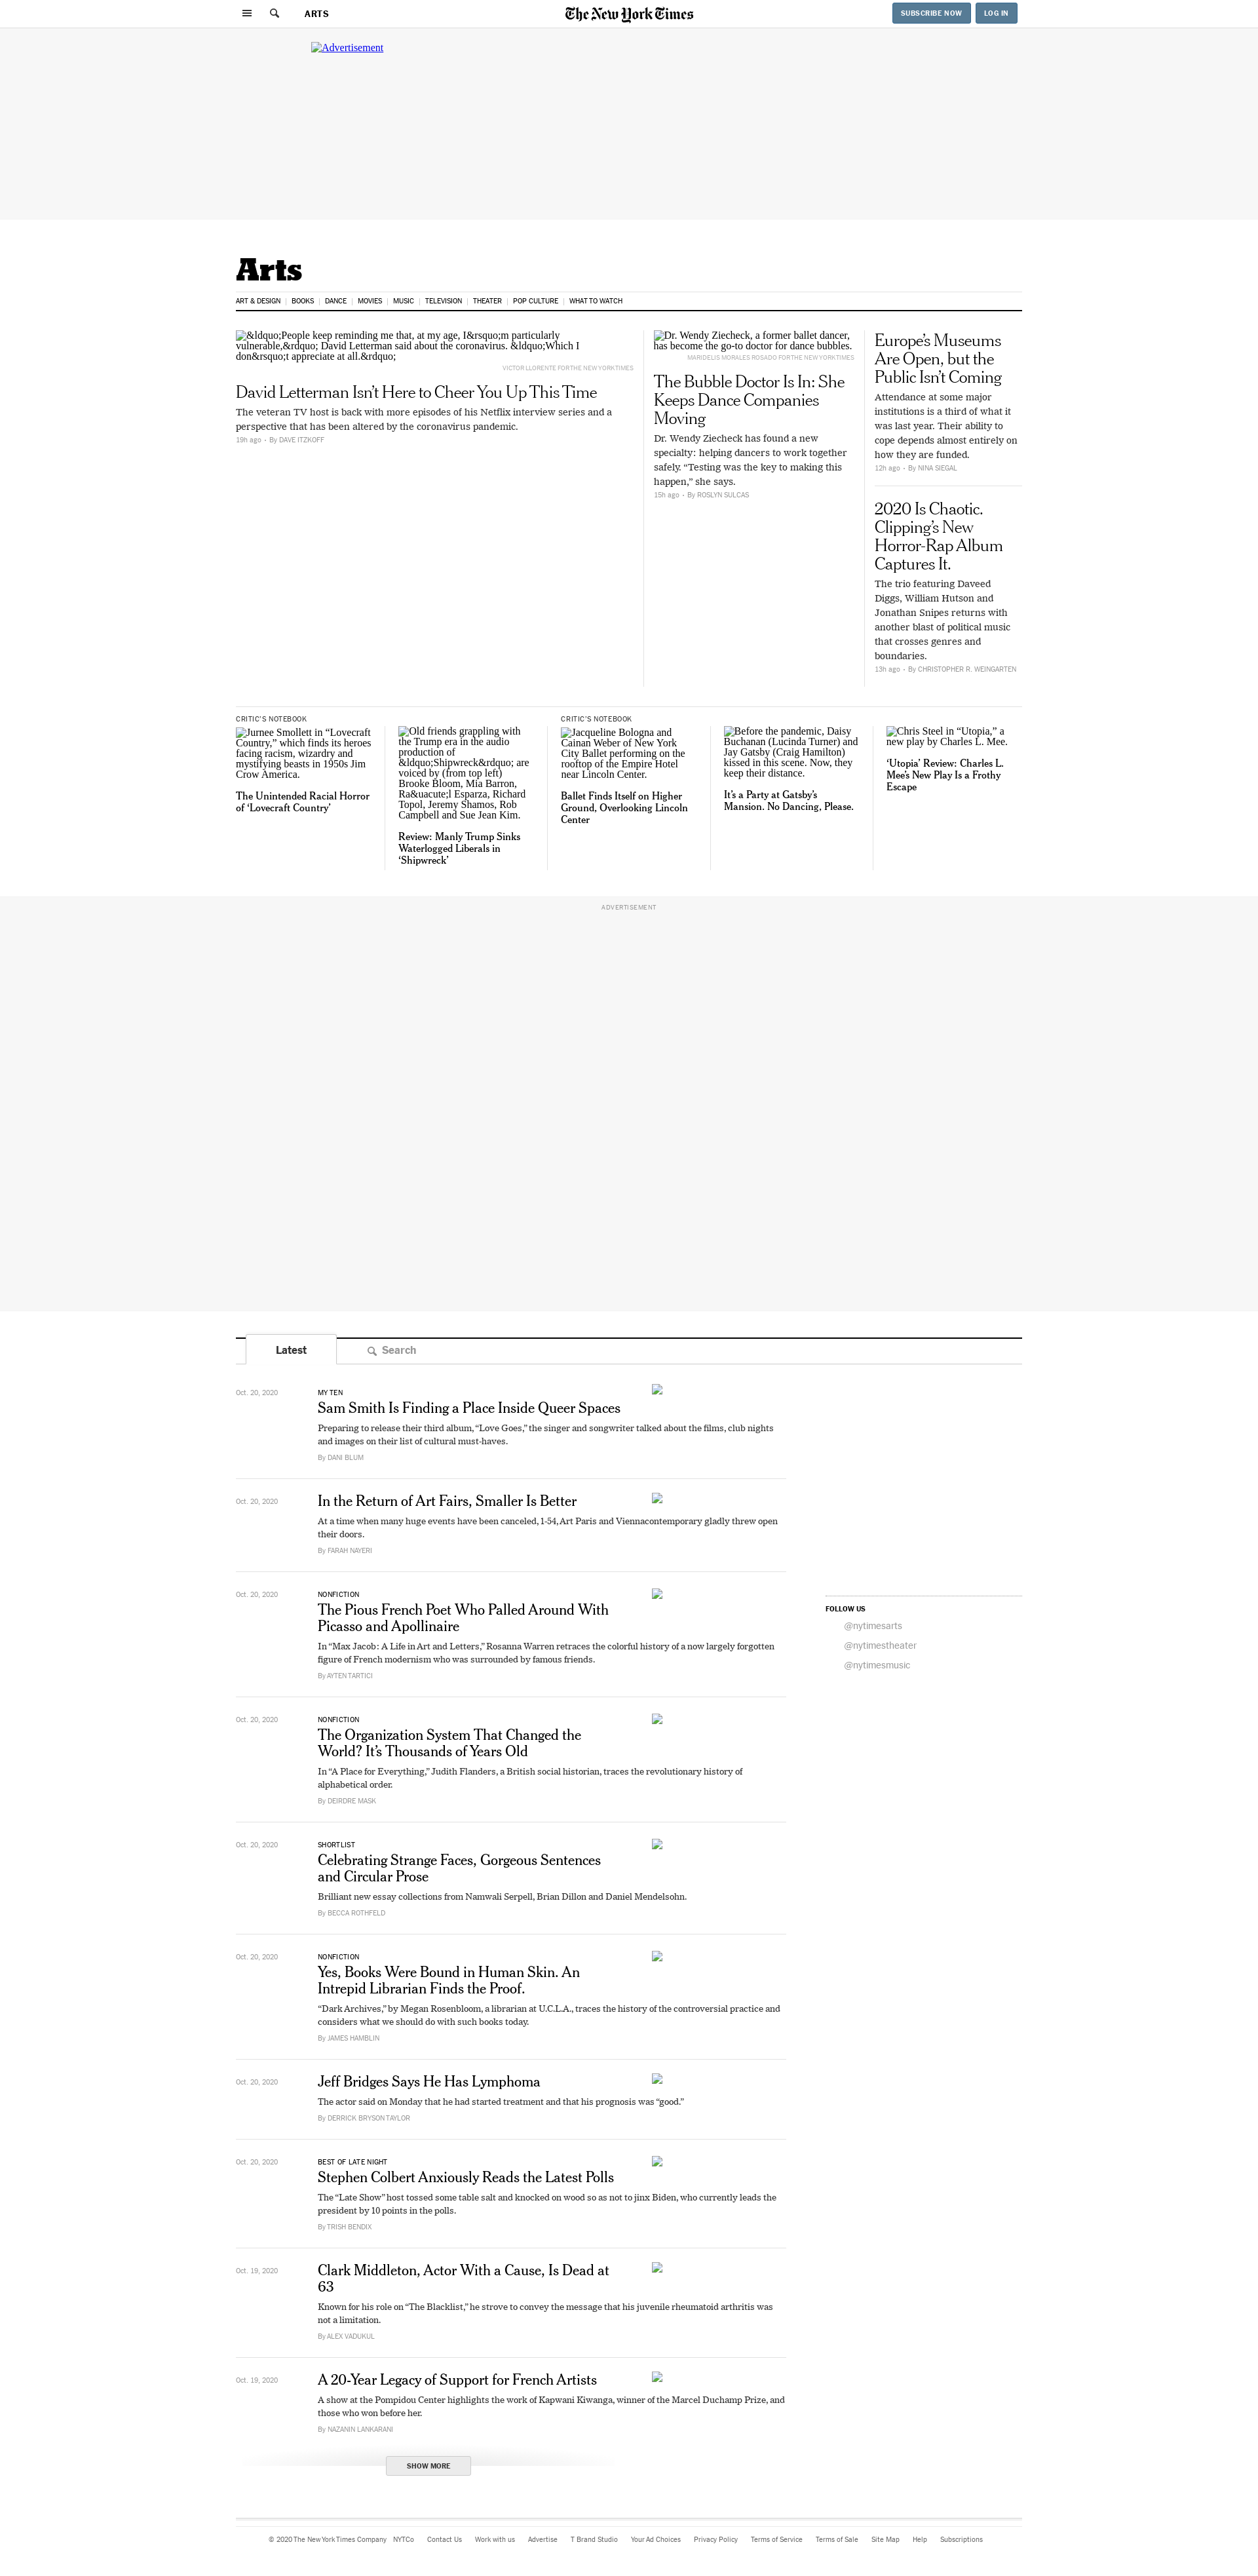 ARTS
The New York Times
SUBSCRIBE NOW
LOG IN
Advertisement
Arts
ART & DESIGN
BOOKS
DANCE
MOVIES
MUSIC
TELEVISION
THEATER
POP CULTURE
WHAT TO WATCH
&ldquo;People keep reminding me that, at my age, I&rsquo;m particularly
vulnerable,&rdquo; David Letterman said about the coronavirus. &ldquo;Which I
don&rsquo;t appreciate at all.&rdquo;
VICTOR LLORENTE FOR THE NEW YORK TIMES
David Letterman Isn’t Here to Cheer You Up This Time
The veteran TV host is back with more episodes of his Netflix interview series and a
perspective that has been altered by the coronavirus pandemic.
19h ago • By DAVE ITZKOFF
Dr. Wendy Ziecheck, a former ballet dancer,
has become the go-to doctor for dance bubbles.
MARIDELIS MORALES ROSADO FOR THE NEW YORK TIMES
The Bubble Doctor Is In: She
Keeps Dance Companies
Moving
Dr. Wendy Ziecheck has found a new
specialty: helping dancers to work together
safely. “Testing was the key to making this
happen,” she says.
15h ago • By ROSLYN SULCAS
Europe’s Museums
Are Open, but the
Public Isn’t Coming
Attendance at some major
institutions is a third of what it
was last year. Their ability to
cope depends almost entirely on
how they are funded.
12h ago • By NINA SIEGAL
2020 Is Chaotic.
Clipping’s New
Horror-Rap Album
Captures It.
The trio featuring Daveed
Diggs, William Hutson and
Jonathan Snipes returns with
another blast of political music
that crosses genres and
boundaries.
13h ago • By CHRISTOPHER R. WEINGARTEN
CRITIC’S NOTEBOOK
Jurnee Smollett in “Lovecraft
Country,” which finds its heroes
facing racism, wizardry and
mystifying beasts in 1950s Jim
Crow America.
The Unintended Racial Horror
of ‘Lovecraft Country’
Old friends grappling with
the Trump era in the audio
production of
&ldquo;Shipwreck&rdquo; are
voiced by (from top left)
Brooke Bloom, Mia Barron,
Ra&uacute;l Esparza, Richard
Topol, Jeremy Shamos, Rob
Campbell and Sue Jean Kim.
Review: Manly Trump Sinks
Waterlogged Liberals in
‘Shipwreck’
CRITIC’S NOTEBOOK
Jacqueline Bologna and
Cainan Weber of New York
City Ballet performing on the
rooftop of the Empire Hotel
near Lincoln Center.
Ballet Finds Itself on Higher
Ground, Overlooking Lincoln
Center
Before the pandemic, Daisy
Buchanan (Lucinda Turner) and
Jay Gatsby (Craig Hamilton)
kissed in this scene. Now, they
keep their distance.
It’s a Party at Gatsby’s
Mansion. No Dancing, Please.
Chris Steel in “Utopia,” a
new play by Charles L. Mee.
‘Utopia’ Review: Charles L.
Mee’s New Play Is a Frothy
Escape
ADVERTISEMENT
Latest
Search
Oct. 20, 2020
MY TEN
Sam Smith Is Finding a Place Inside Queer Spaces
Preparing to release their third album, “Love Goes,” the singer and songwriter talked about the films, club nights
and images on their list of cultural must-haves.
By DANI BLUM
Oct. 20, 2020
In the Return of Art Fairs, Smaller Is Better
At a time when many huge events have been canceled, 1-54, Art Paris and Viennacontemporary gladly threw open
their doors.
By FARAH NAYERI
Oct. 20, 2020
NONFICTION
The Pious French Poet Who Palled Around With
Picasso and Apollinaire
In “Max Jacob: A Life in Art and Letters,” Rosanna Warren retraces the colorful history of a now largely forgotten
figure of French modernism who was surrounded by famous friends.
By AYTEN TARTICI
Oct. 20, 2020
NONFICTION
The Organization System That Changed the
World? It’s Thousands of Years Old
In “A Place for Everything,” Judith Flanders, a British social historian, traces the revolutionary history of
alphabetical order.
By DEIRDRE MASK
Oct. 20, 2020
SHORTLIST
Celebrating Strange Faces, Gorgeous Sentences
and Circular Prose
Brilliant new essay collections from Namwali Serpell, Brian Dillon and Daniel Mendelsohn.
By BECCA ROTHFELD
Oct. 20, 2020
NONFICTION
Yes, Books Were Bound in Human Skin. An
Intrepid Librarian Finds the Proof.
“Dark Archives,” by Megan Rosenbloom, a librarian at U.C.L.A., traces the history of the controversial practice and
considers what we should do with such books today.
By JAMES HAMBLIN
Oct. 20, 2020
Jeff Bridges Says He Has Lymphoma
The actor said on Monday that he had started treatment and that his prognosis was “good.”
By DERRICK BRYSON TAYLOR
Oct. 20, 2020
BEST OF LATE NIGHT
Stephen Colbert Anxiously Reads the Latest Polls
The “Late Show” host tossed some table salt and knocked on wood so as not to jinx Biden, who currently leads the
president by 10 points in the polls.
By TRISH BENDIX
Oct. 19, 2020
Clark Middleton, Actor With a Cause, Is Dead at
63
Known for his role on “The Blacklist,” he strove to convey the message that his juvenile rheumatoid arthritis was
not a limitation.
By ALEX VADUKUL
Oct. 19, 2020
A 20-Year Legacy of Support for French Artists
A show at the Pompidou Center highlights the work of Kapwani Kiwanga, winner of the Marcel Duchamp Prize, and
those who won before her.
By NAZANIN LANKARANI
SHOW MORE
FOLLOW US
@nytimesarts
@nytimestheater
@nytimesmusic
© 2020 The New York Times Company
NYTCo
Contact Us
Work with us
Advertise
T Brand Studio
Your Ad Choices
Privacy Policy
Terms of Service
Terms of Sale
Site Map
Help
Subscriptions